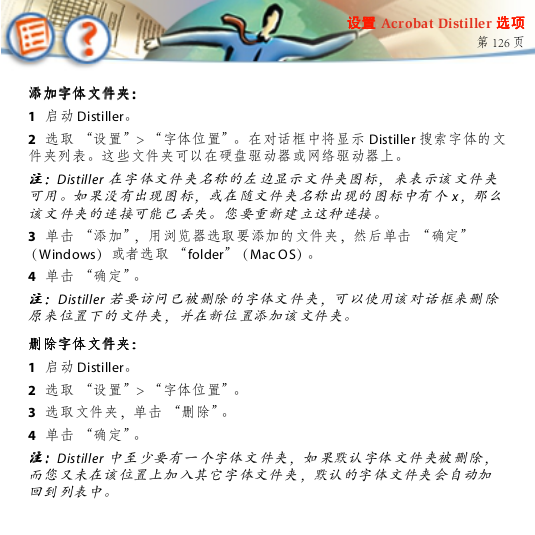 设置 Acrobat Distiller 选项
第 126 页
添加字体文件夹：
1 启动 Distiller。
2 选取 “设置”> “字体位置”。在对话框中将显示 Distiller 搜索字体的文
件夹列表。这些文件夹可以在硬盘驱动器或网络驱动器上。
注：Distiller 在字体文件夹名称的左边显示文件夹图标，来表示该文件夹
可用。如果没有出现图标，或在随文件夹名称出现的图标中有个 x，那么
该文件夹的连接可能已丢失。您要重新建立这种连接。
3 单击 “添加”，用浏览器选取要添加的文件夹，然后单击 “确定”
（Windows）或者选取 “folder”（Mac OS）。
4 单击 “确定”。
注：Distiller 若要访问已被删除的字体文件夹，可以使用该对话框来删除
原来位置下的文件夹，并在新位置添加该文件夹。
删除字体文件夹：
1 启动 Distiller。
2 选取 “设置”> “字体位置”。
3 选取文件夹，单击 “删除”。
4 单击 “确定”。
注：Distiller 中至少要有一个字体文件夹，如果默认字体文件夹被删除，
而您又未在该位置上加入其它字体文件夹，默认的字体文件夹会自动加
回到列表中。